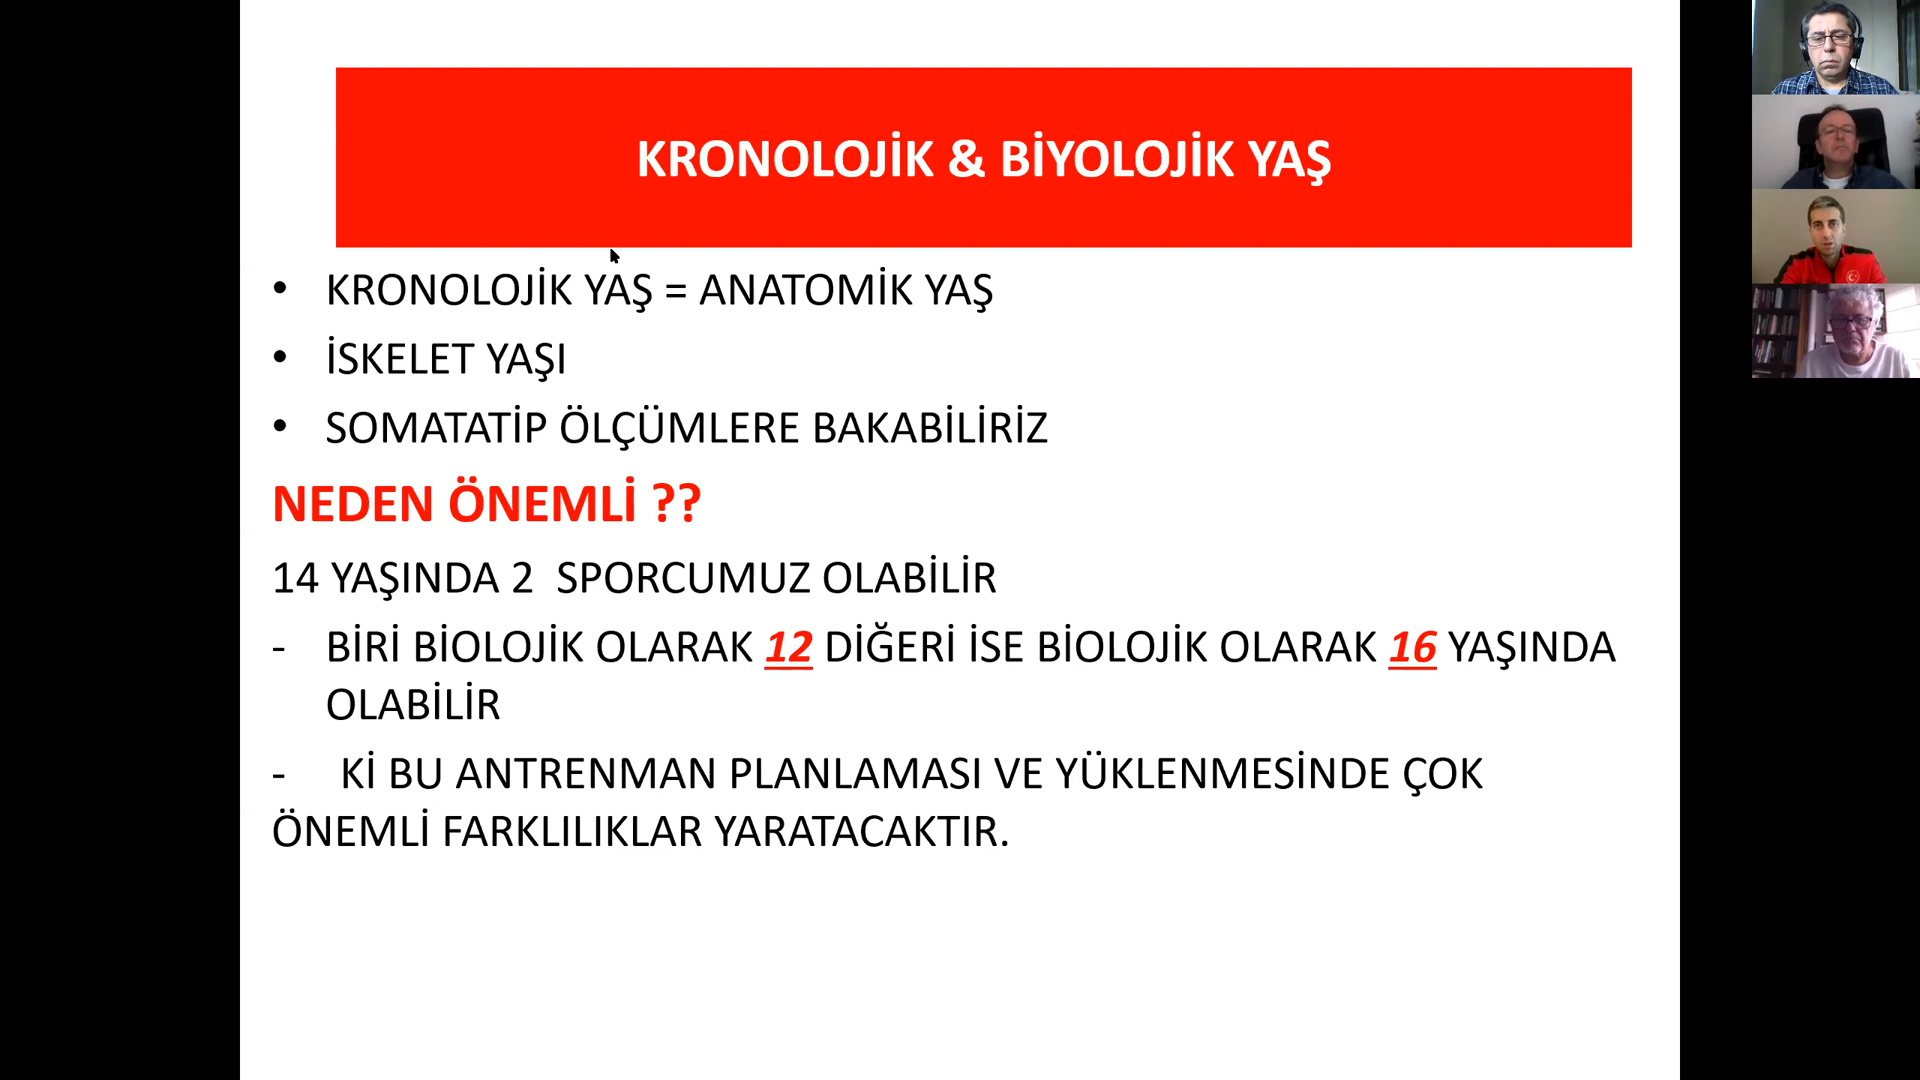 KRONOLOJİK & BİYOLOJİK YAŞ
• KRONOLOJİK YAŞ = ANATOMİK YAŞ
• İSKELET YAŞI
• SOMATATİP ÖLÇÜMLERE BAKABİLİRİZ
NEDEN ÖNEMLİ ??
14 YAŞINDA 2 SPORCUMUZ OLABİLİR
- BİRİ BİOLOJİK OLARAK 12 DİĞERİ İSE BİOLOJİK OLARAK 16 YAŞINDA
OLABİLİR
- Kİ BU ANTRENMAN PLANLAMASI VE YÜKLENMESİNDE ÇOK
ÖNEMLİ FARKLILIKLAR YARATACAKTIR.